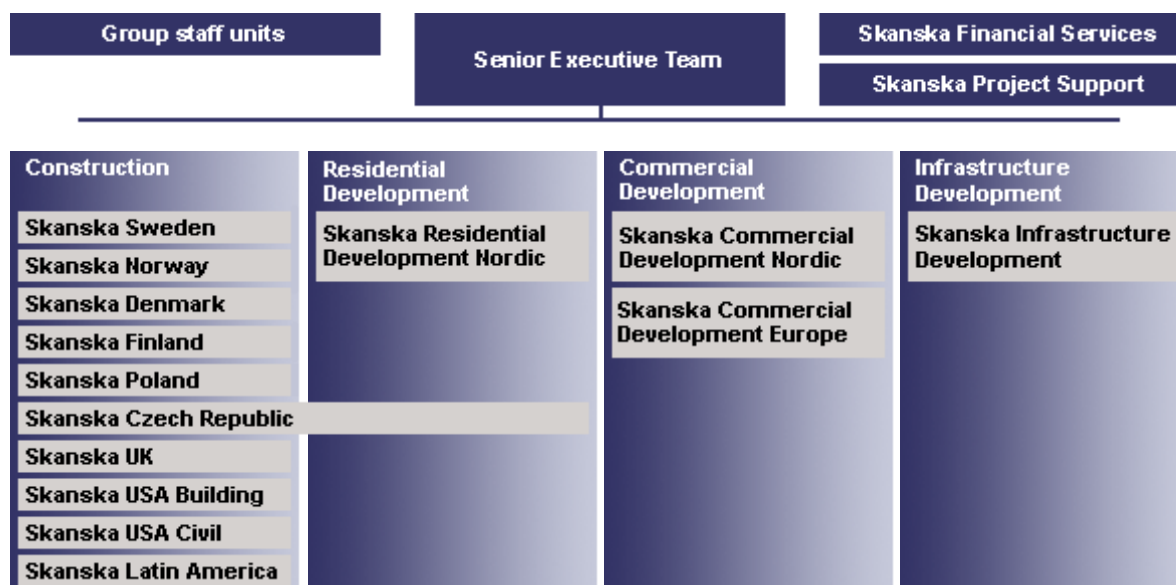 Group staff units
Senior Executive Team
Skanska Financial Services
Skanska Project Support
Construction
Skanska Sweden
Skanska Norway
Skanska Denmark
Skanska Finland
Skanska Poland
Skanska Czech Republic
Skanska UK
Skanska USA Building
Skanska USA Civil
Skanska Latin America
Residential
Development
Skanska Residential
Development Nordic
Commercial
Development
Skanska Commercial
Development Nordic
Skanska Commercial
Development Europe
Infrastructure
Development
Skanska Infrastructure
Development